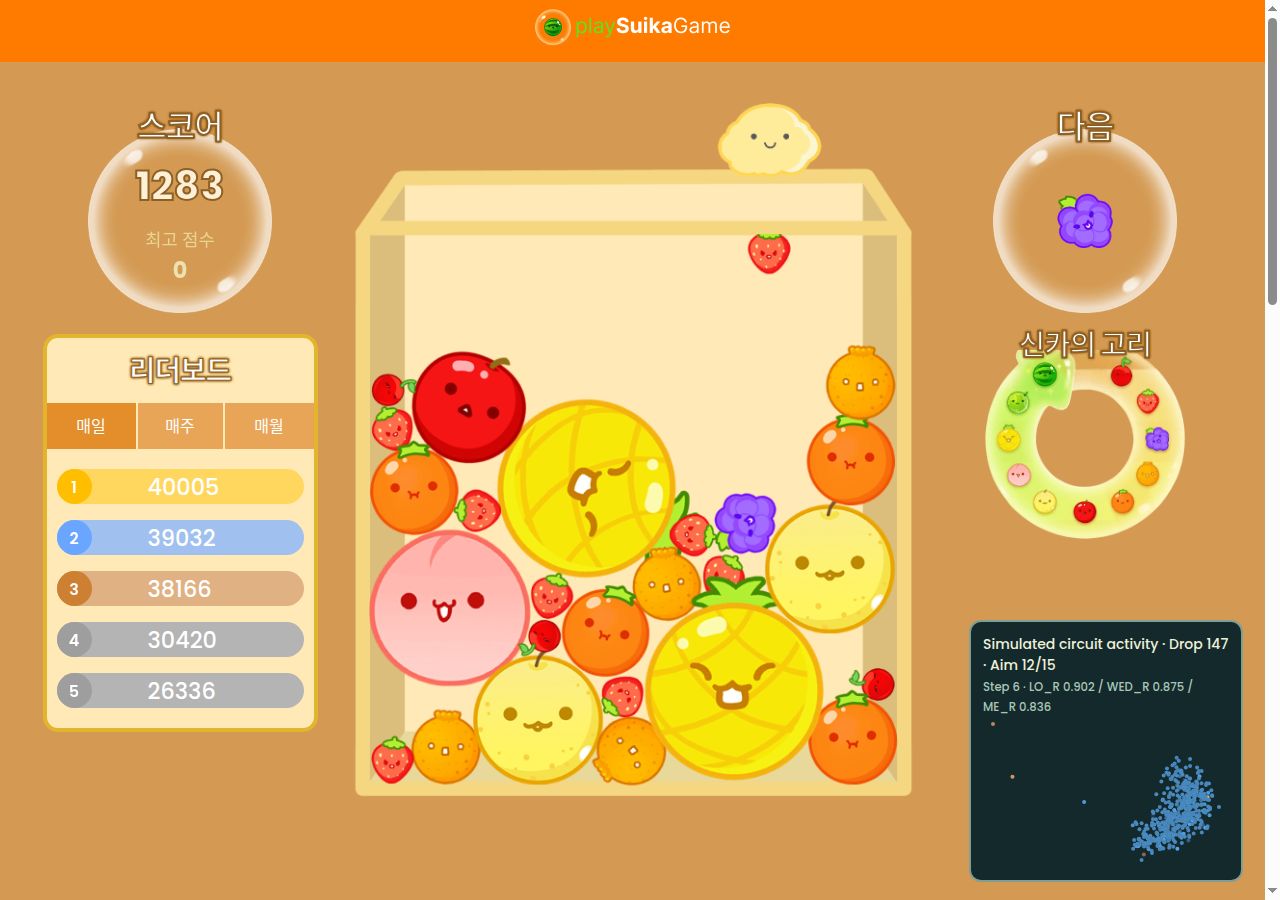 playSuikaGame
스코어
1283
최고 점수
0
리더보드
매일 매주 매월
1 40005
2 39032
3 38166
4 30420
5 26336
다음
신카의 고리
Simulated circuit activity · Drop 147
· Aim 12/15
Step 6 · LO_R 0.902 / WED_R 0.875 /
ME_R 0.836